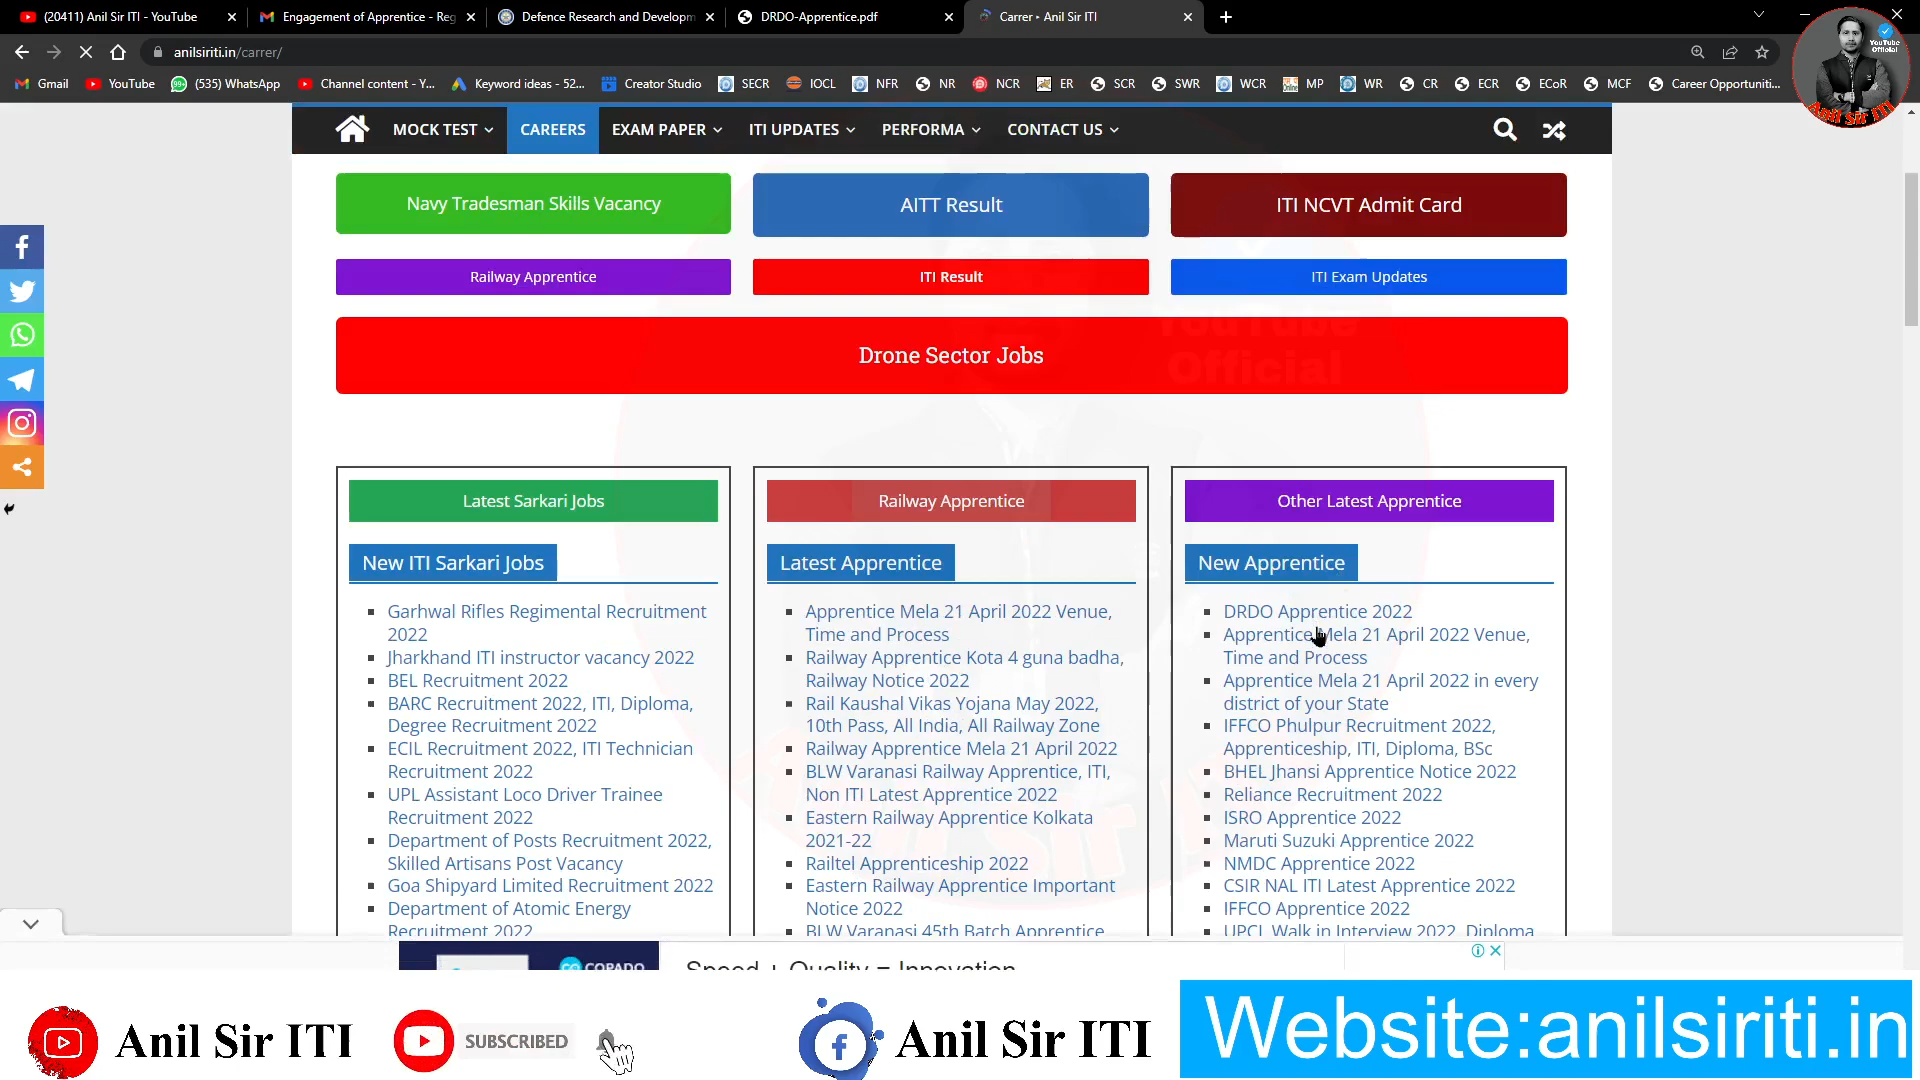 (20411) Anil Sir ITI - YouTube
Engagement of Apprentice - Reg
Defence Research and Developm
DRDO-Apprentice.pdf
Carrer ▸ Anil Sir ITI
anilsiriti.in/carrer/
Gmail
YouTube
(535) WhatsApp
Channel content - Y...
Keyword ideas - 52...
Creator Studio
SECR
IOCL
NFR
NR
NCR
ER
SCR
SWR
WCR
MP
WR
CR
ECR
ECoR
MCF
Career Opportuniti...
YouTube
Official
Anil Sir ITI
MOCK TEST
CAREERS
EXAM PAPER
ITI UPDATES
PERFORMA
CONTACT US
Navy Tradesman Skills Vacancy
AITT Result
ITI NCVT Admit Card
Railway Apprentice
ITI Result
ITI Exam Updates
YouTube
Official
Drone Sector Jobs
Latest Sarkari Jobs
New ITI Sarkari Jobs
Garhwal Rifles Regimental Recruitment
2022
Jharkhand ITI instructor vacancy 2022
BEL Recruitment 2022
BARC Recruitment 2022, ITI, Diploma,
Degree Recruitment 2022
ECIL Recruitment 2022, ITI Technician
Recruitment 2022
UPL Assistant Loco Driver Trainee
Recruitment 2022
Department of Posts Recruitment 2022,
Skilled Artisans Post Vacancy
Goa Shipyard Limited Recruitment 2022
Department of Atomic Energy
Recruitment 2022
Railway Apprentice
Latest Apprentice
Apprentice Mela 21 April 2022 Venue,
Time and Process
Railway Apprentice Kota 4 guna badha,
Railway Notice 2022
Rail Kaushal Vikas Yojana May 2022,
10th Pass, All India, All Railway Zone
Railway Apprentice Mela 21 April 2022
BLW Varanasi Railway Apprentice, ITI,
Non ITI Latest Apprentice 2022
Eastern Railway Apprentice Kolkata
2021-22
Railtel Apprenticeship 2022
Eastern Railway Apprentice Important
Notice 2022
BLW Varanasi 45th Batch Apprentice
Other Latest Apprentice
New Apprentice
DRDO Apprentice 2022
Apprentice Mela 21 April 2022 Venue,
Time and Process
Apprentice Mela 21 April 2022 in every
district of your State
IFFCO Phulpur Recruitment 2022,
Apprenticeship, ITI, Diploma, BSc
BHEL Jhansi Apprentice Notice 2022
Reliance Recruitment 2022
ISRO Apprentice 2022
Maruti Suzuki Apprentice 2022
NMDC Apprentice 2022
CSIR NAL ITI Latest Apprentice 2022
IFFCO Apprentice 2022
UPCL Walk in Interview 2022, Diploma
COPADO
Speed + Quality = Innovation
Anil Sir ITI
SUBSCRIBED
Anil Sir ITI
Website:anilsiriti.in